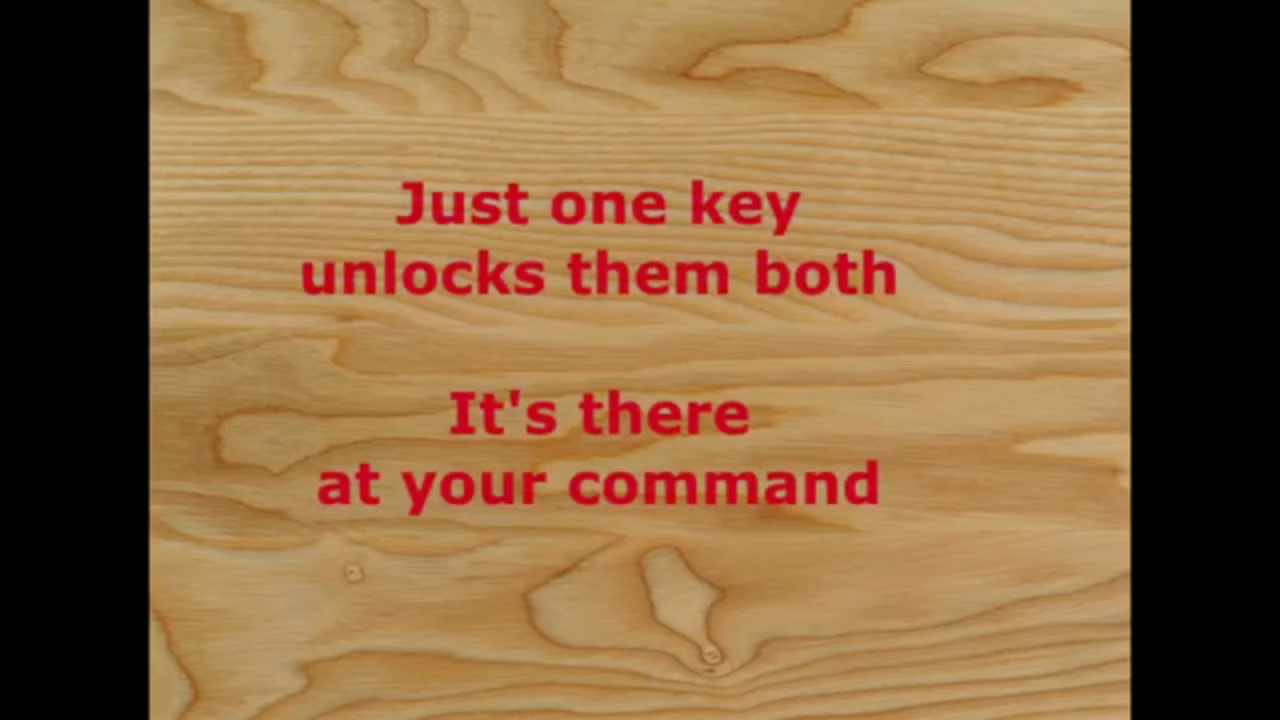 Just one key
unlocks them both
It's there
at your command